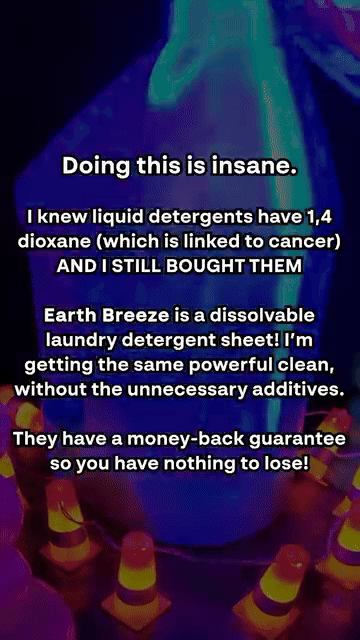 Doing this is insane.
I knew liquid detergents have 1,4
dioxane (which is linked to cancer)
AND I STILL BOUGHT THEM
Earth Breeze is a dissolvable
laundry detergent sheet! I'm
getting the same powerful clean,
without the unnecessary additives.
They have a money-back guarantee
so you have nothing to lose!